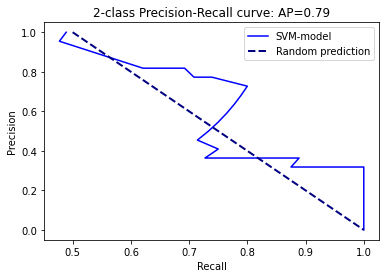 2-class Precision-Recall curve: AP=0.79
SVM-model
Random prediction
Precision
1.0
0.8
0.6
0.4
0.2
0.0
0.5
0.6
0.7
0.8
0.9
1.0
Recall